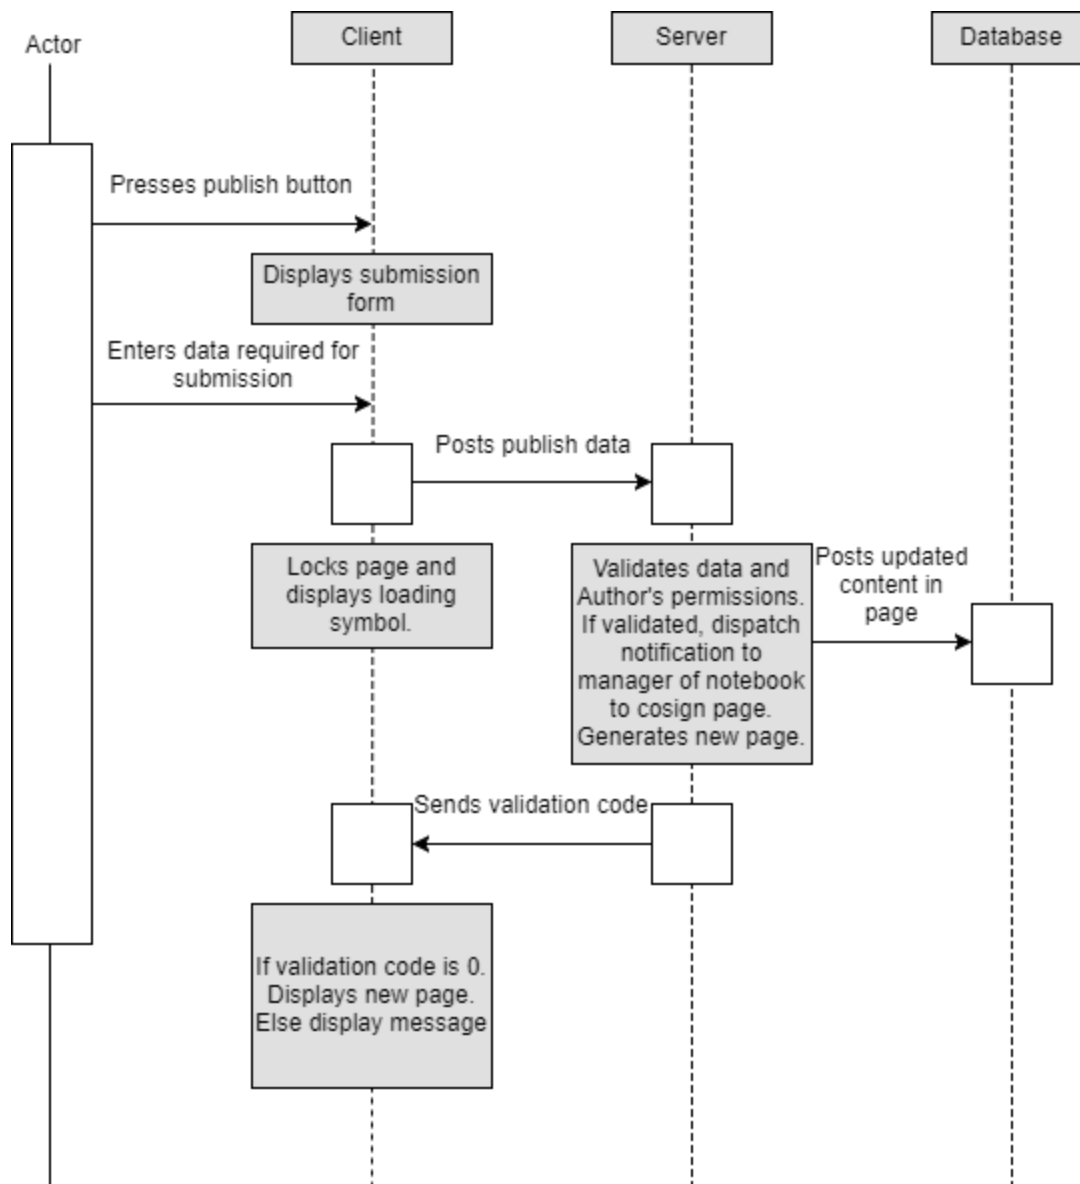 Actor
Client
Server
Database
Presses publish button
Displays submission
form
Enters data required for
submission
Posts publish data
Locks page and
displays loading
symbol.
Validates data and
Author's permissions.
If validated, dispatch
notification to
manager of notebook
to cosign page.
Generates new page.
Posts updated
content in
page
Sends validation code
If validation code is 0.
Displays new page.
Else display message